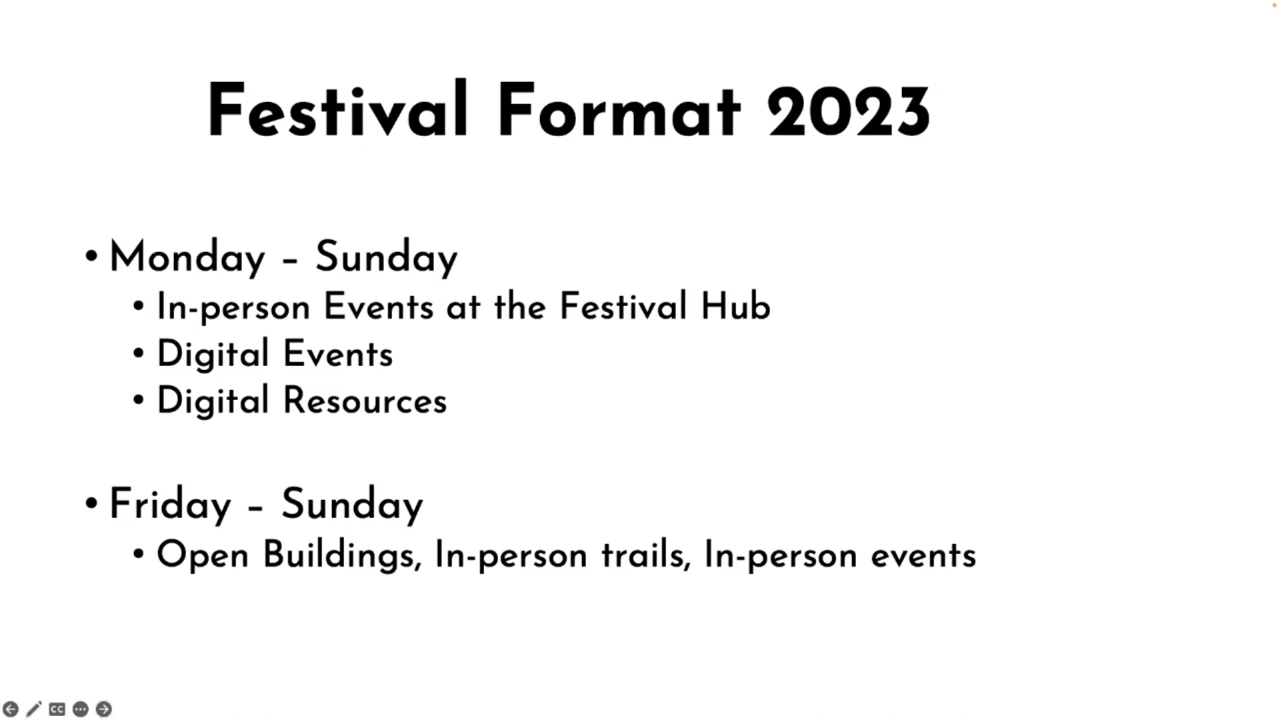 Festival Format 2023
• Monday – Sunday
• In-person Events at the Festival Hub
• Digital Events
• Digital Resources
• Friday – Sunday
• Open Buildings, In-person trails, In-person events
CC